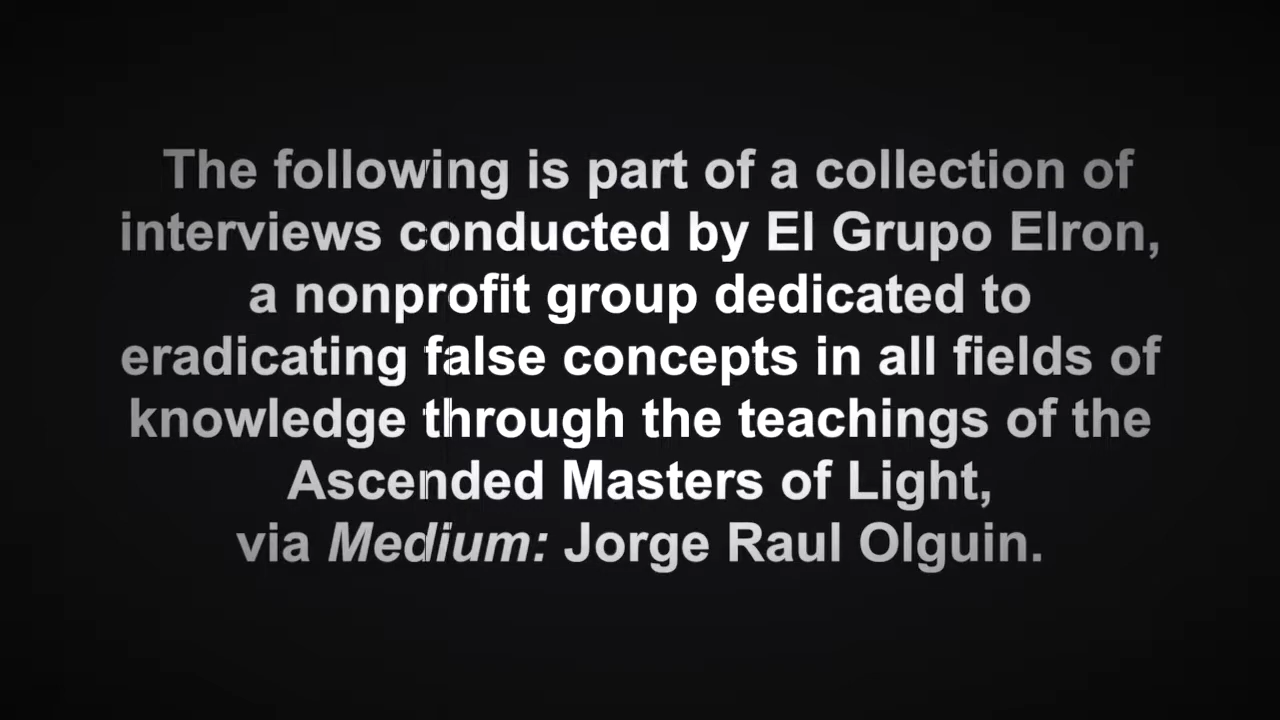 The following is part of a collection of
interviews conducted by El Grupo Elron,
a nonprofit group dedicated to
eradicating false concepts in all fields of
knowledge through the teachings of the
Ascended Masters of Light,
via Medium: Jorge Raul Olguin.